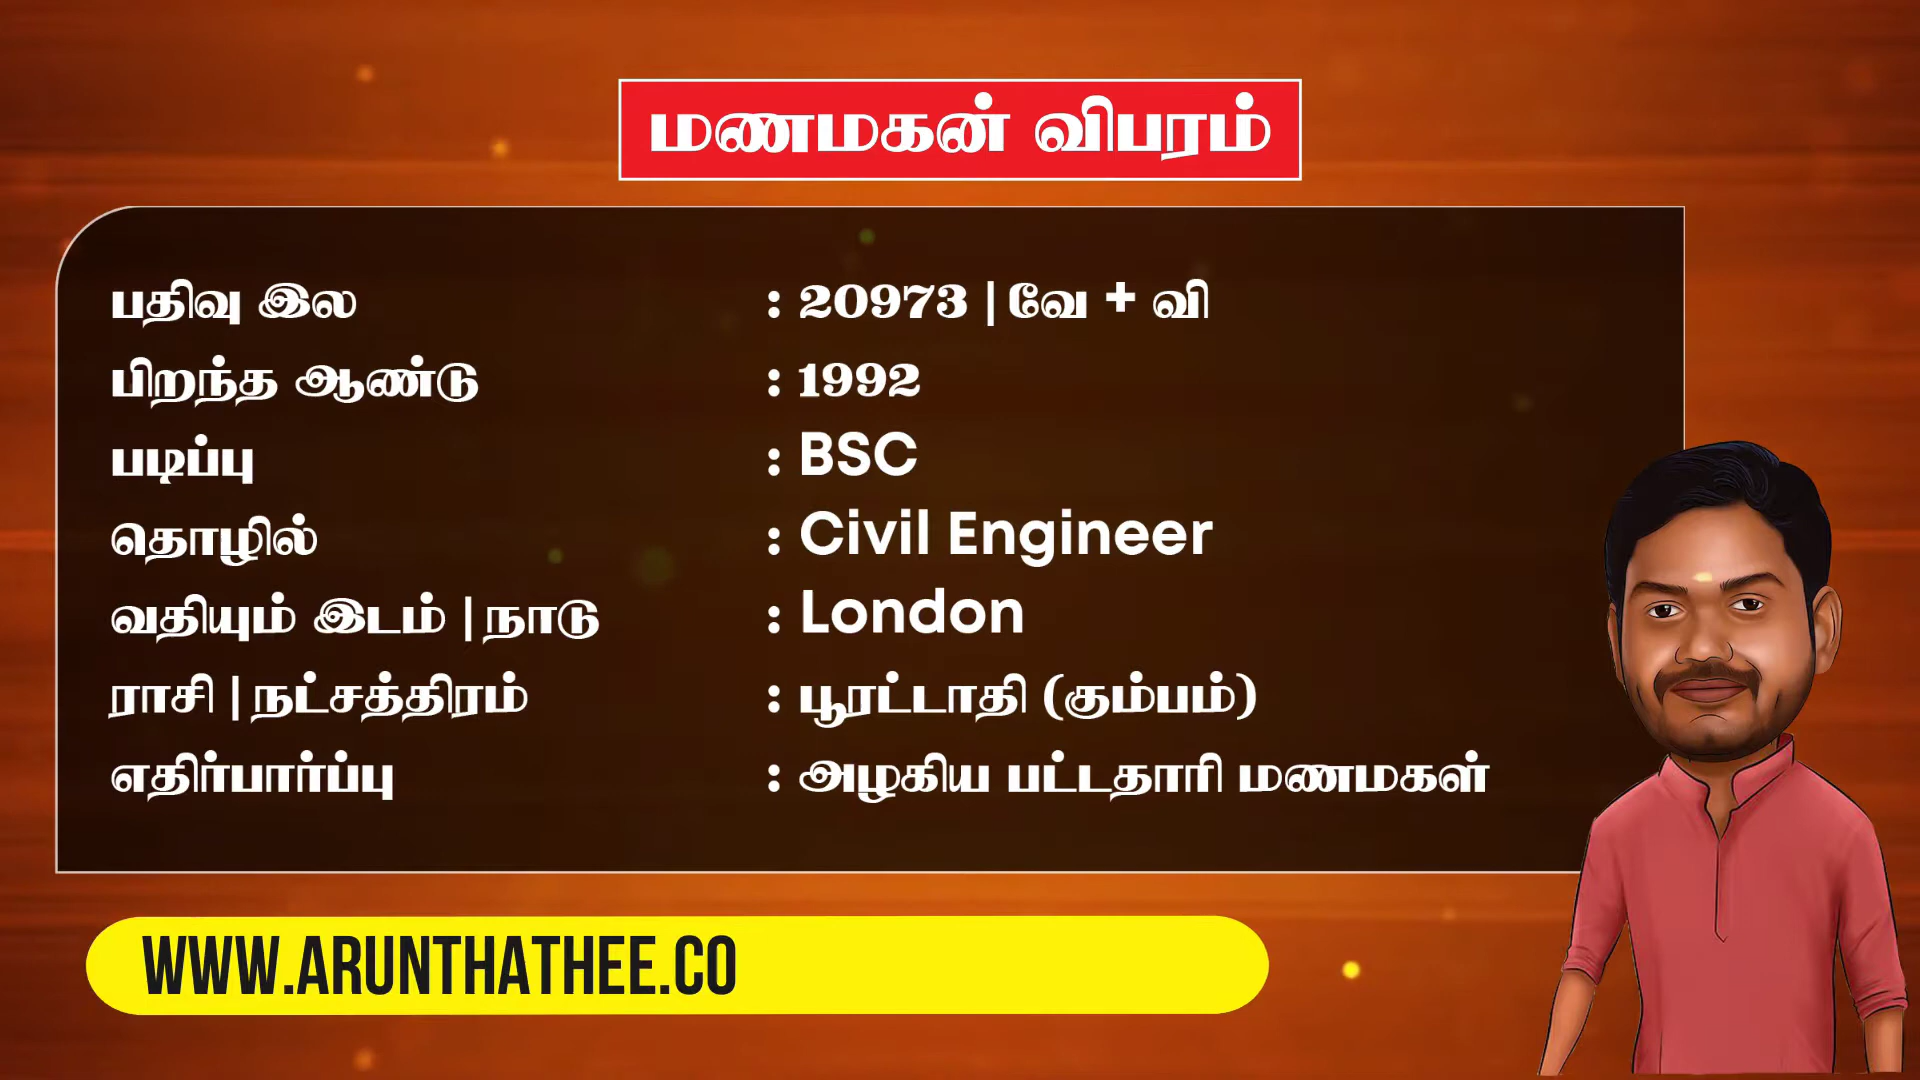 மணமகன் விபரம்
பதிவு இல : 20973 | வே + வி
பிறந்த ஆண்டு : 1992
படிப்பு : BSC
தொழில் : Civil Engineer
வதியும் இடம் | நாடு : London
ராசி | நட்சத்திரம் : பூரட்டாதி (கும்பம்)
எதிர்பார்ப்பு : அழகிய பட்டதாரி மணமகள்
WWW.ARUNTHATHEE.CO